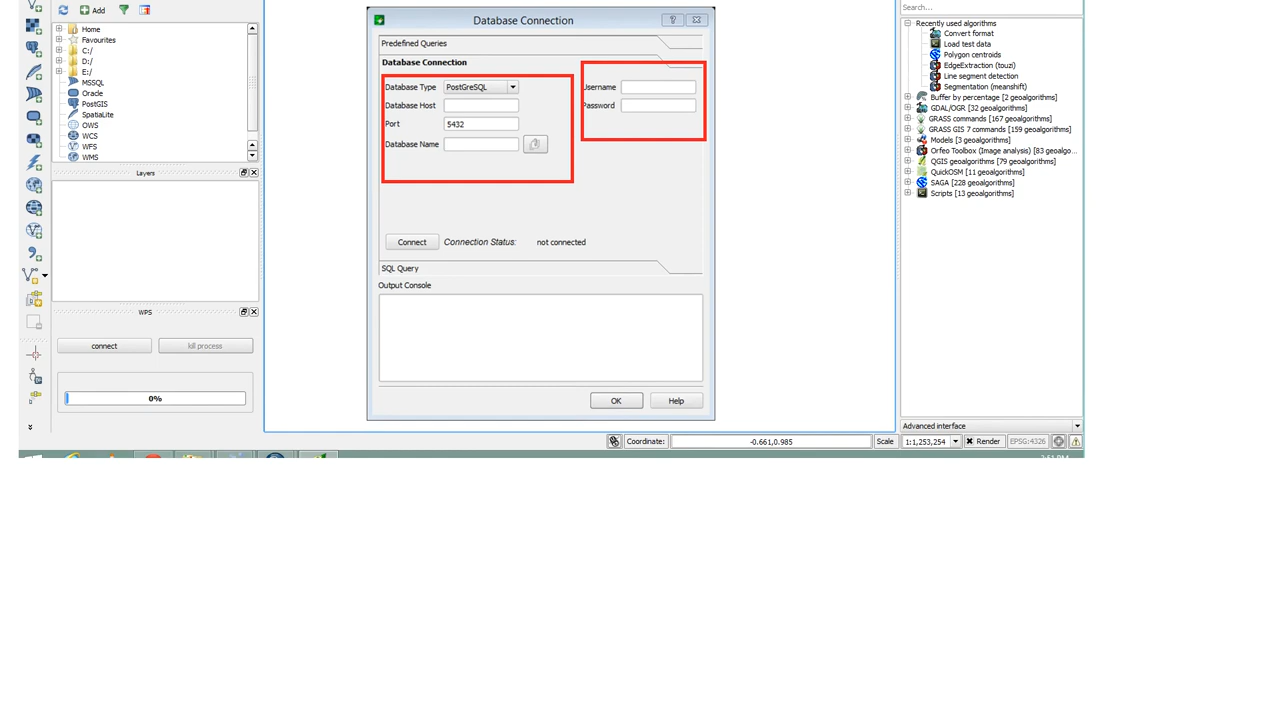 Add
Home
Favourites
C:/
D:/
E:/
MSSQL
Oracle
PostGIS
SpatiaLite
OWS
WCS
WFS
WMS
Layers
WPS
connect
kill process
0%
Database Connection
?
Predefined Queries
Database Connection
Database Type PostGreSQL
Database Host
Port 5432
Database Name
Username
Password
Connect Connection Status: not connected
SQL Query
Output Console
OK Help
Search...
Recently used algorithms
Convert format
Load test data
Polygon centroids
EdgeExtraction (touzi)
Line segment detection
Segmentation (meanshift)
Buffer by percentage [2 geoalgorithms]
GDAL/OGR [32 geoalgorithms]
GRASS commands [167 geoalgorithms]
GRASS GIS 7 commands [159 geoalgorithms]
Models [3 geoalgorithms]
Orfeo Toolbox (Image analysis) [83 geoalgo...
QGIS geoalgorithms [79 geoalgorithms]
QuickOSM [11 geoalgorithms]
SAGA [228 geoalgorithms]
Scripts [13 geoalgorithms]
Advanced interface
Coordinate: -0.661,0.985 Scale 1:1,253,254 Render EPSG:4326